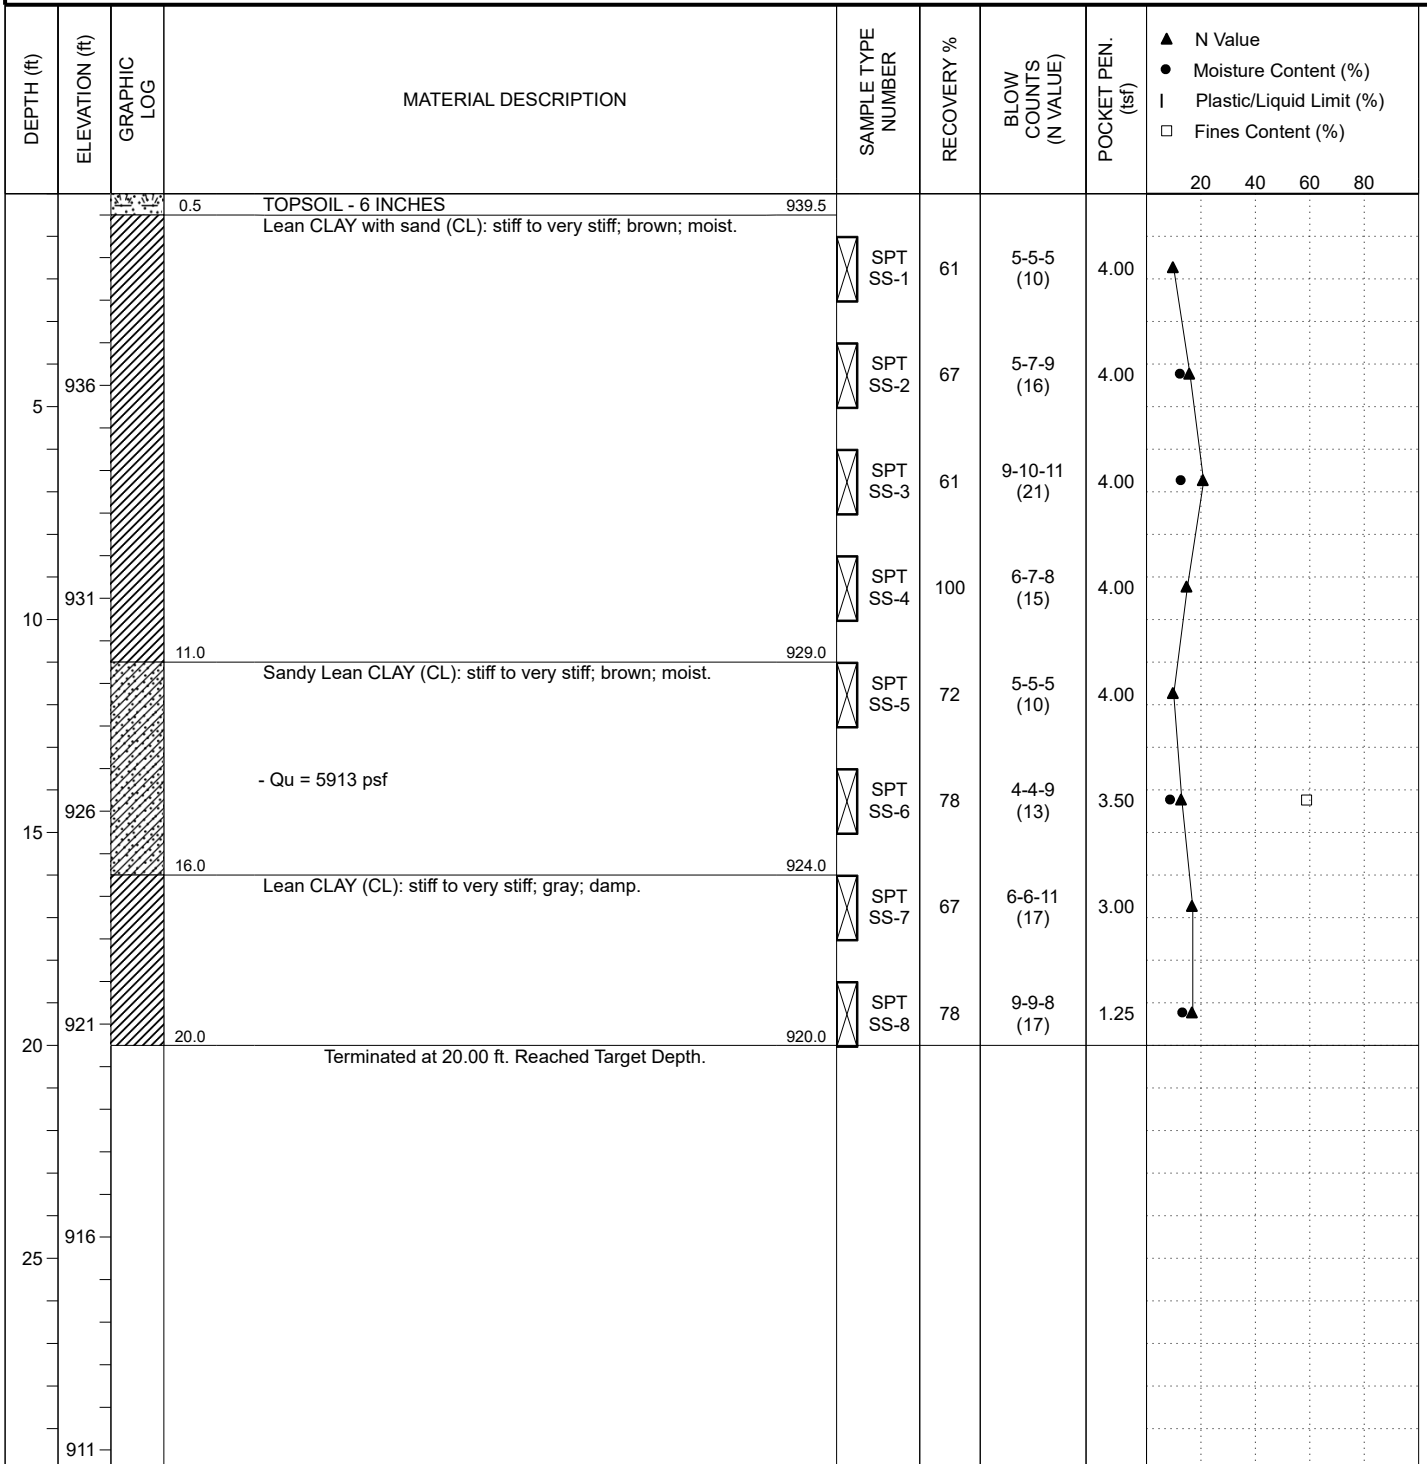 DEPTH (ft)
ELEVATION (ft)
GRAPHIC
LOG
MATERIAL DESCRIPTION
SAMPLE TYPE
NUMBER
RECOVERY %
BLOW
COUNTS
(N VALUE)
POCKET PEN.
(tsf)
▲ N Value
● Moisture Content (%)
| Plastic/Liquid Limit (%)
□ Fines Content (%)
20 40 60 80
0.5 TOPSOIL - 6 INCHES 939.5
Lean CLAY with sand (CL): stiff to very stiff; brown; moist.
SPT
SS-1
61
5-5-5
(10)
4.00
936
5
SPT
SS-2
67
5-7-9
(16)
4.00
SPT
SS-3
61
9-10-11
(21)
4.00
931
10
SPT
SS-4
100
6-7-8
(15)
4.00
11.0 929.0
Sandy Lean CLAY (CL): stiff to very stiff; brown; moist.
SPT
SS-5
72
5-5-5
(10)
4.00
- Qu = 5913 psf
926
15
SPT
SS-6
78
4-4-9
(13)
3.50
16.0 924.0
Lean CLAY (CL): stiff to very stiff; gray; damp.
SPT
SS-7
67
6-6-11
(17)
3.00
921
20
SPT
SS-8
78
9-9-8
(17)
1.25
20.0 920.0
Terminated at 20.00 ft. Reached Target Depth.
916
25
911